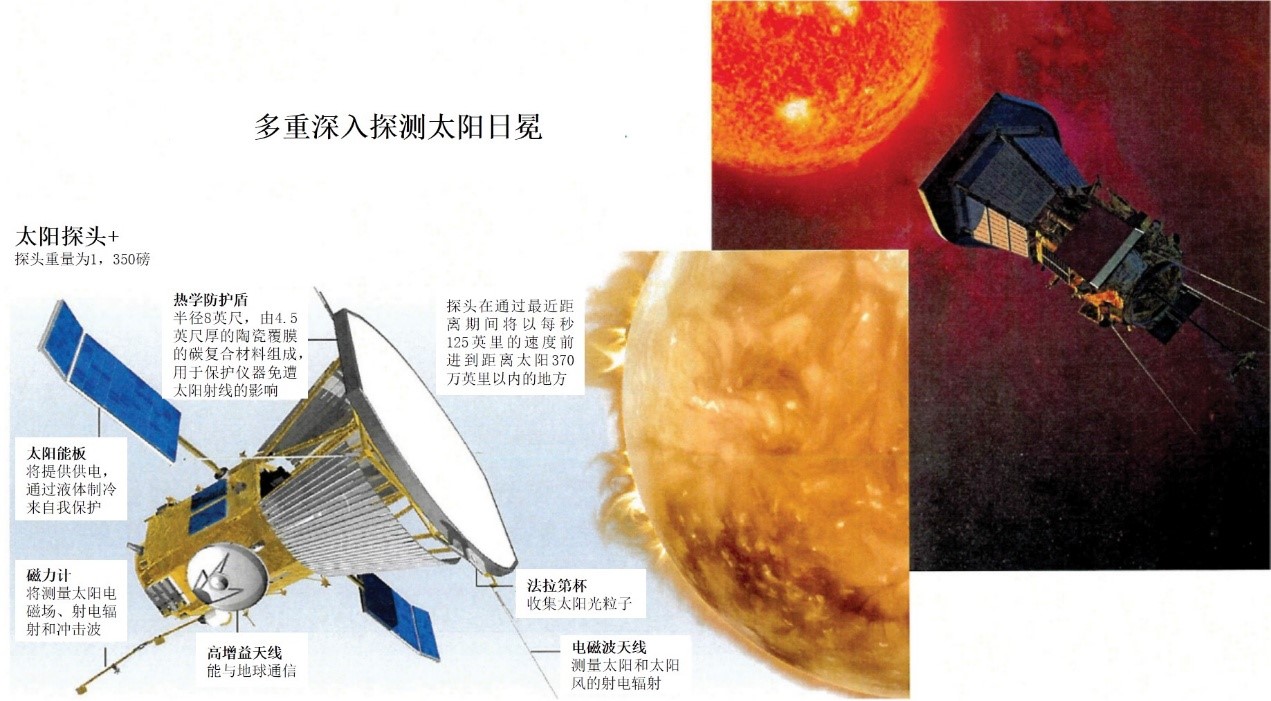 多重深入探测太阳日冕
太阳探头+
探头重量为1，350磅
热学防护盾
半径8英尺，由4.5
英尺厚的陶瓷覆膜
的碳复合材料组成，
用于保护仪器免遭
太阳射线的影响
探头在通过最近距
离期间将以每秒
125英里的速度前
进到距离太阳370
万英里以内的地方
太阳能板
将提供供电，
通过液体制冷
来自我保护
磁力计
将测量太阳电
磁场、射电辐
射和冲击波
高增益天线
能与地球通信
法拉第杯
收集太阳光粒子
电磁波天线
测量太阳和太阳
风的射电辐射